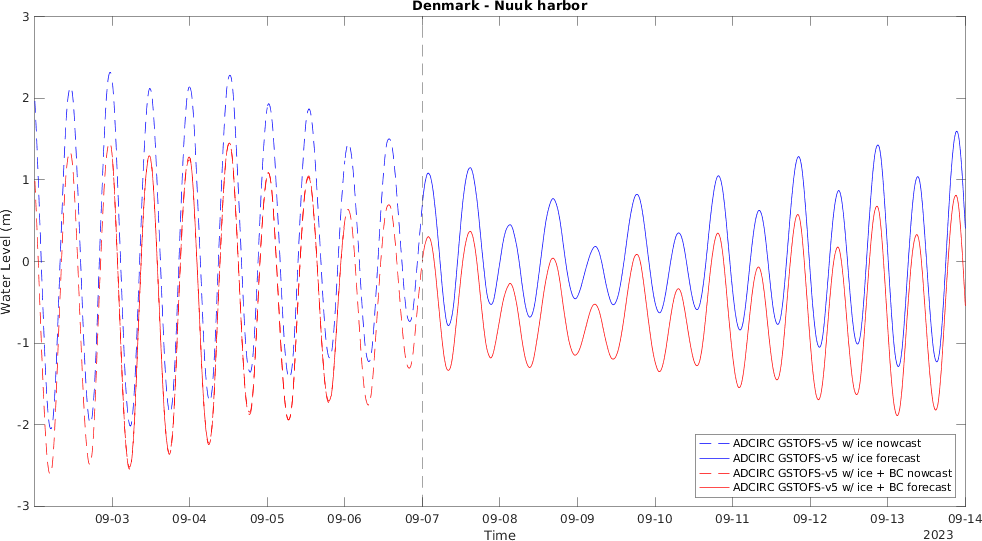 Denmark - Nuuk harbor
3
2
1
0
-1
-2
-3
Water Level (m)
ADCIRC GSTOFS-v5 w/ ice nowcast
ADCIRC GSTOFS-v5 w/ ice forecast
ADCIRC GSTOFS-v5 w/ ice + BC nowcast
ADCIRC GSTOFS-v5 w/ ice + BC forecast
09-03 09-04 09-05 09-06 09-07 09-08 09-09 09-10 09-11 09-12 09-13 09-14
Time
2023